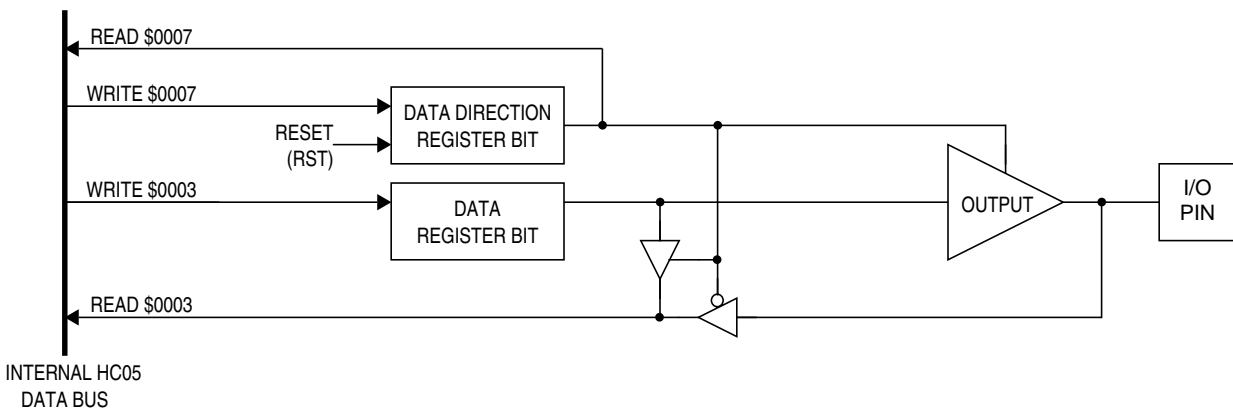 READ $0007
WRITE $0007
DATA DIRECTION
REGISTER BIT
RESET
(RST)
WRITE $0003
DATA
REGISTER BIT
OUTPUT
I/O
PIN
READ $0003
INTERNAL HC05
DATA BUS